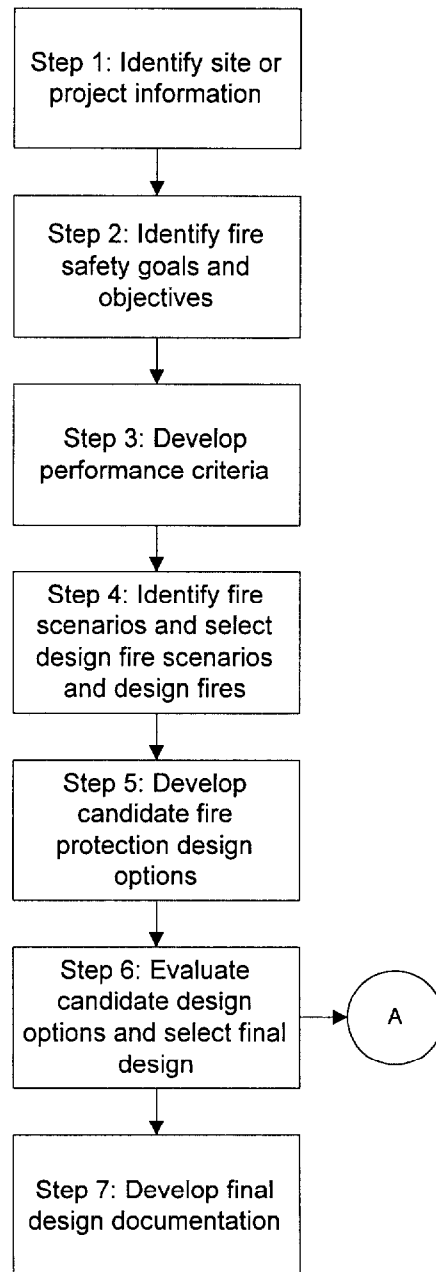 Step 1: Identify site or
project information
Step 2: Identify fire
safety goals and
objectives
Step 3: Develop
performance criteria
Step 4: Identify fire
scenarios and select
design fire scenarios
and design fires
Step 5: Develop
candidate fire
protection design
options
Step 6: Evaluate
candidate design
options and select final
design
A
Step 7: Develop final
design documentation